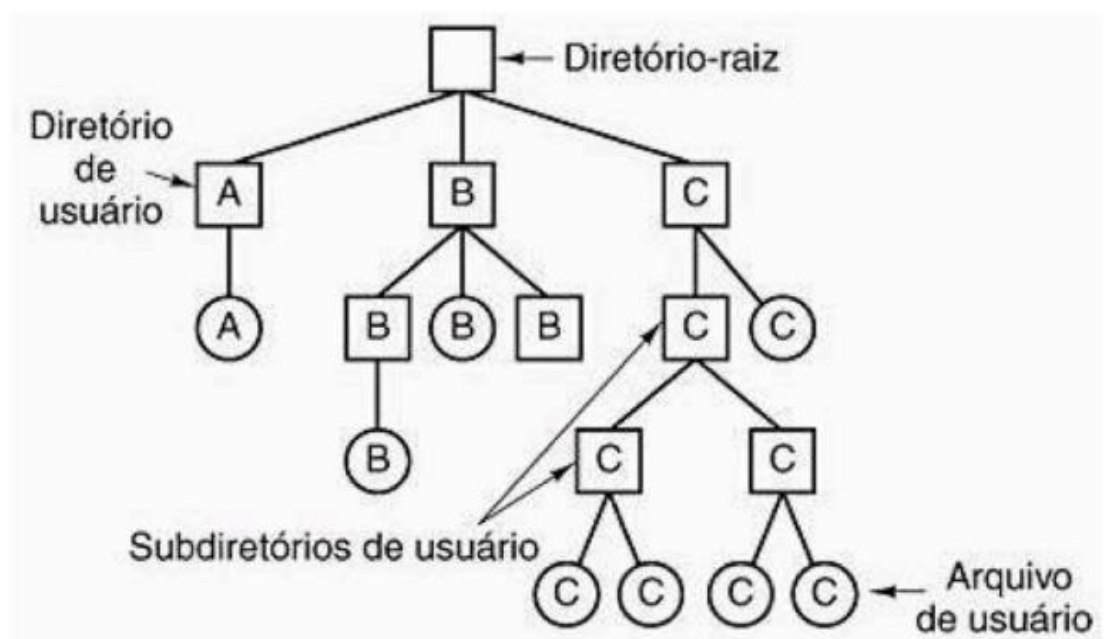 Diretório-raiz
Diretório
de
usuário
A
B
C
A
B
B
B
C
C
B
C
C
Subdiretórios de usuário
C
C
C
C
Arquivo
de usuário